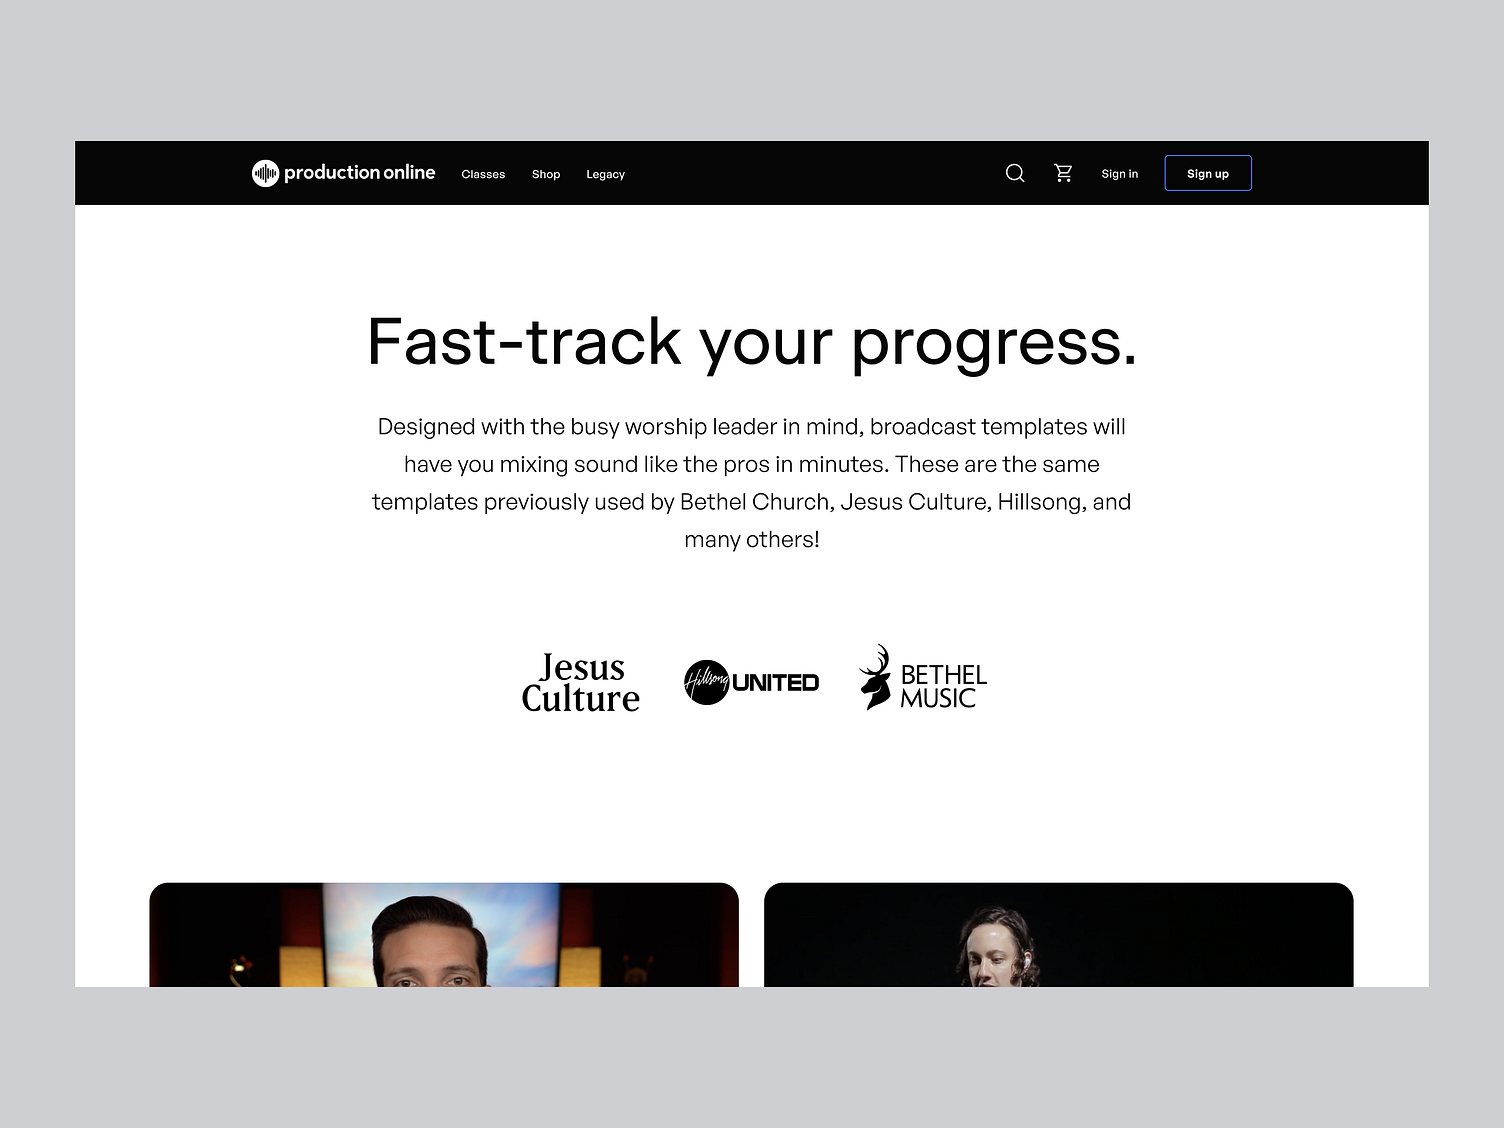 production online
Classes
Shop
Legacy
Sign in
Sign up
Fast-track your progress.
Designed with the busy worship leader in mind, broadcast templates will
have you mixing sound like the pros in minutes. These are the same
templates previously used by Bethel Church, Jesus Culture, Hillsong, and
many others!
Jesus
Culture
Hillsong UNITED
BETHEL
MUSIC